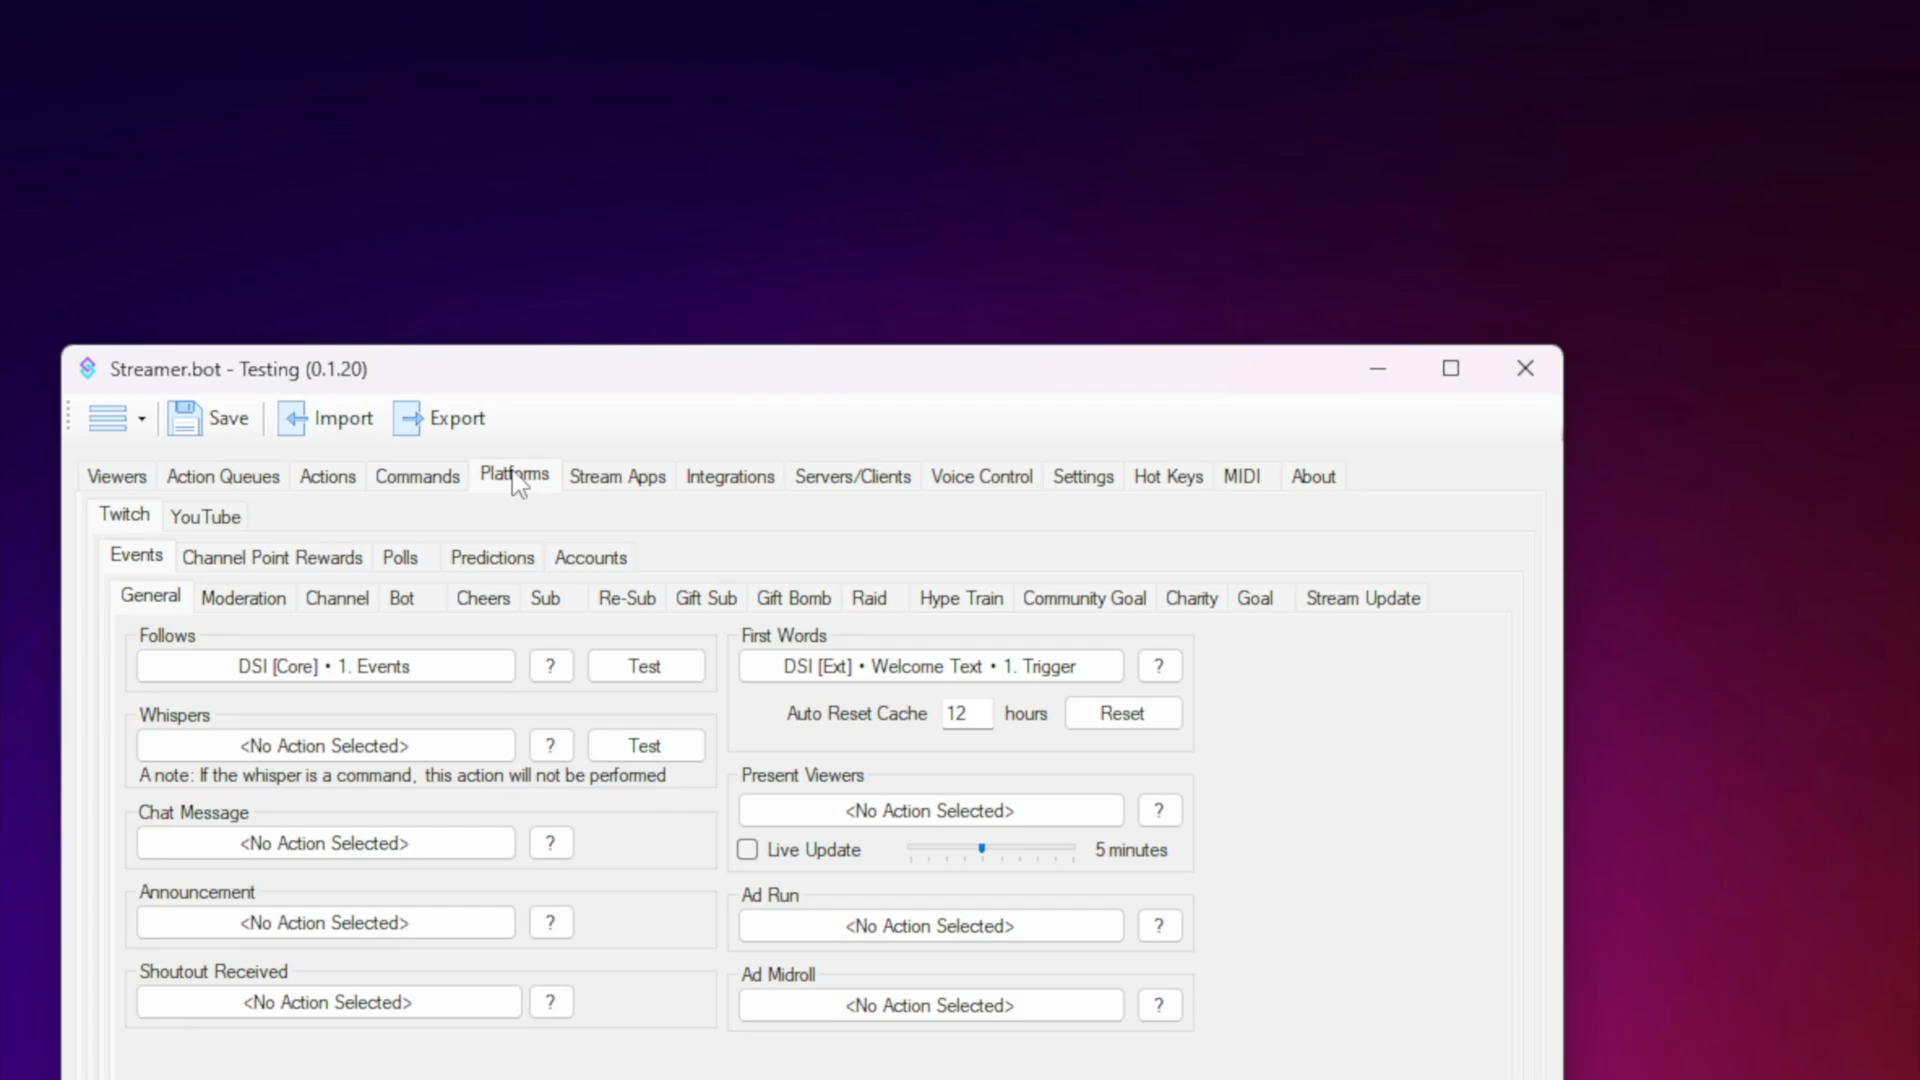 Streamer.bot - Testing (0.1.20)
Save Import Export
Viewers Action Queues Actions Commands Platforms Stream Apps Integrations Servers/Clients Voice Control Settings Hot Keys MIDI About
Twitch YouTube
Events Channel Point Rewards Polls Predictions Accounts
General Moderation Channel Bot Cheers Sub Re-Sub Gift Sub Gift Bomb Raid Hype Train Community Goal Charity Goal Stream Update
Follows
DSI [Core] • 1. Events ? Test
Whispers
<No Action Selected> ? Test
A note: If the whisper is a command, this action will not be performed
Chat Message
<No Action Selected> ?
Announcement
<No Action Selected> ?
Shoutout Received
<No Action Selected> ?
First Words
DSI [Ext] • Welcome Text • 1. Trigger ?
Auto Reset Cache 12 hours Reset
Present Viewers
<No Action Selected> ?
Live Update 5 minutes
Ad Run
<No Action Selected> ?
Ad Midroll
<No Action Selected> ?